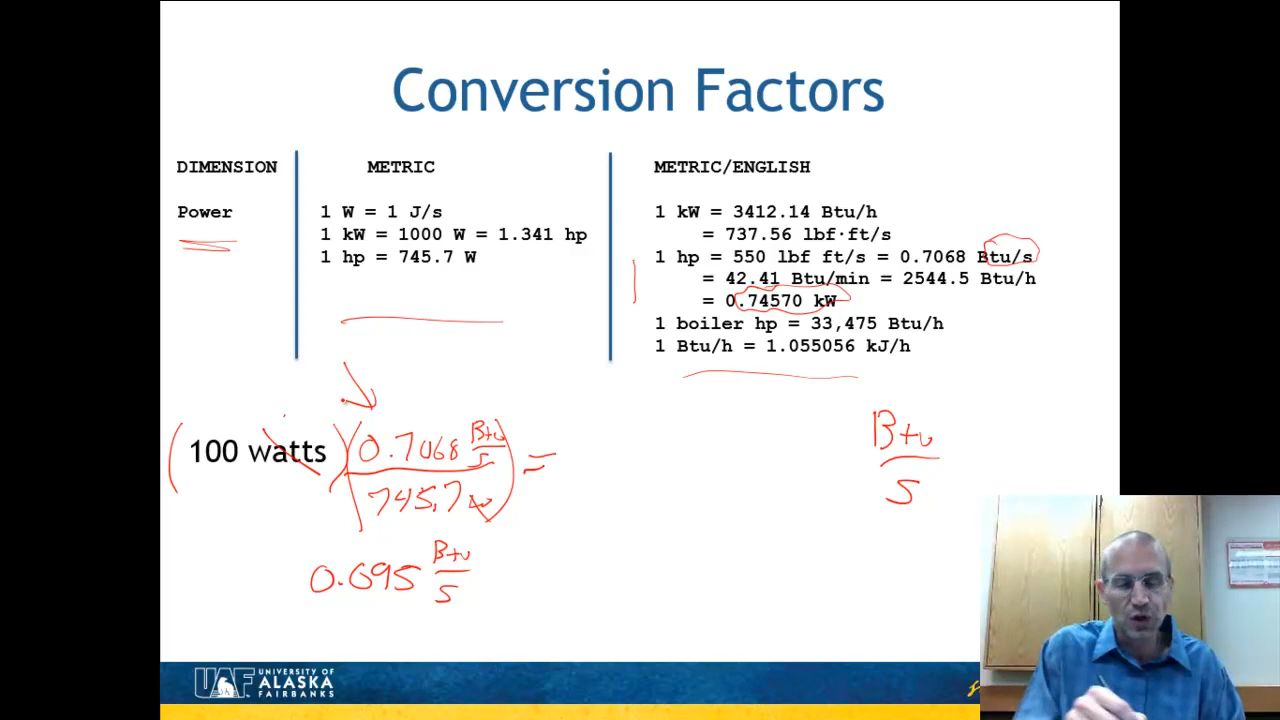 Conversion Factors
DIMENSION METRIC METRIC/ENGLISH
Power 1 W = 1 J/s 1 kW = 3412.14 Btu/h
1 kW = 1000 W = 1.341 hp = 737.56 lbf·ft/s
1 hp = 745.7 W 1 hp = 550 lbf ft/s = 0.7068 Btu/s
= 42.41 Btu/min = 2544.5 Btu/h
= 0.74570 kW
1 boiler hp = 33,475 Btu/h
1 Btu/h = 1.055056 kJ/h
(100 watts) (0.7068 Btu/s / 745.7 w) =
Btu
s
0.095 Btu/s
UAF UNIVERSITY OF
ALASKA
FAIRBANKS